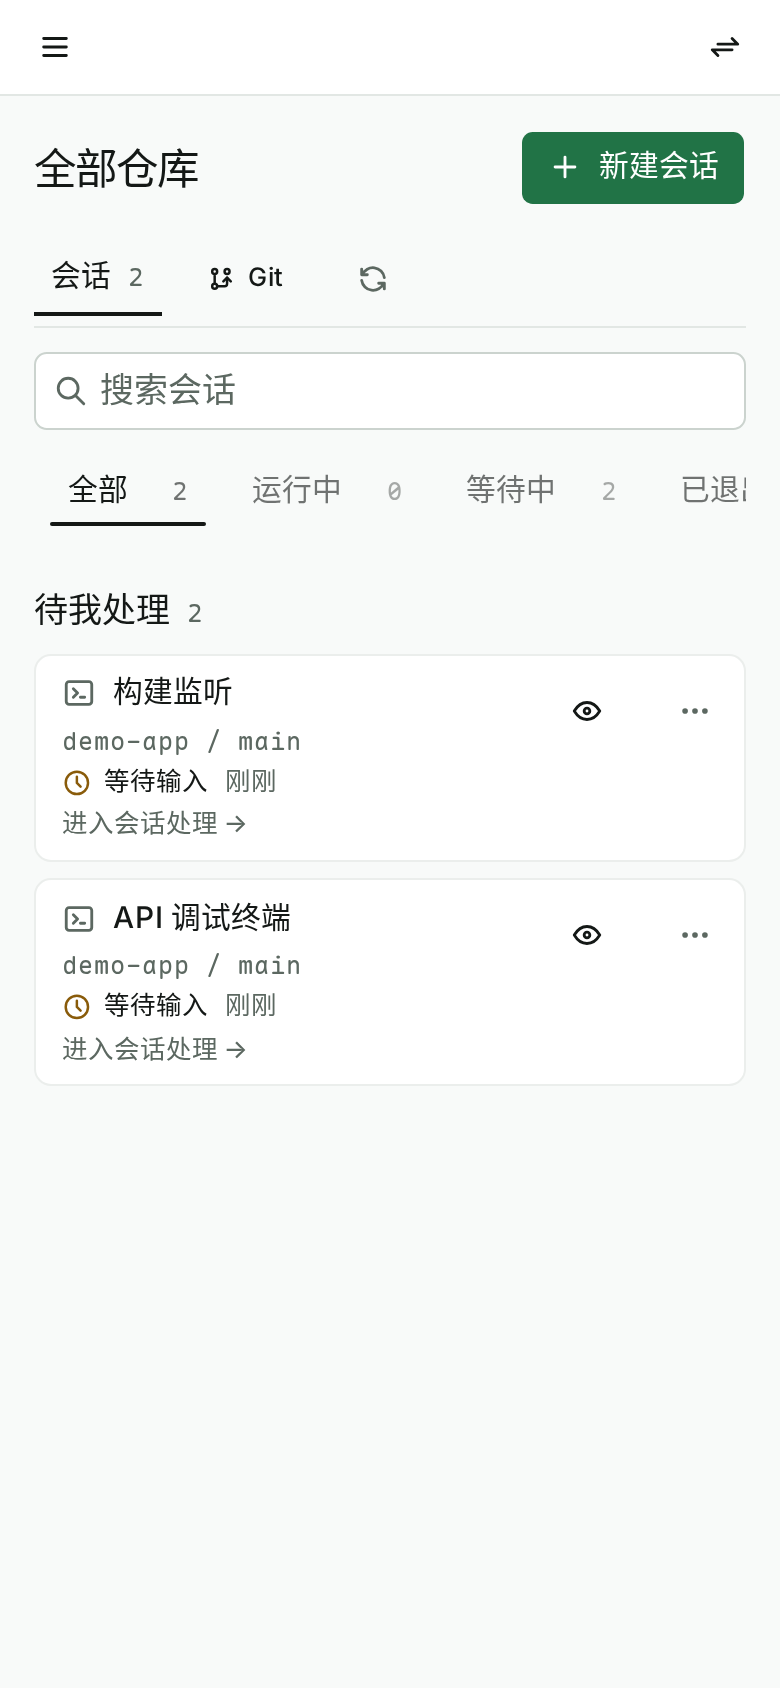 全部仓库
新建会话
会话 2 Git
搜索会话
全部 2 运行中 0 等待中 2 已退
待我处理 2
构建监听
demo-app / main
等待输入 刚刚
进入会话处理 →
API 调试终端
demo-app / main
等待输入 刚刚
进入会话处理 →